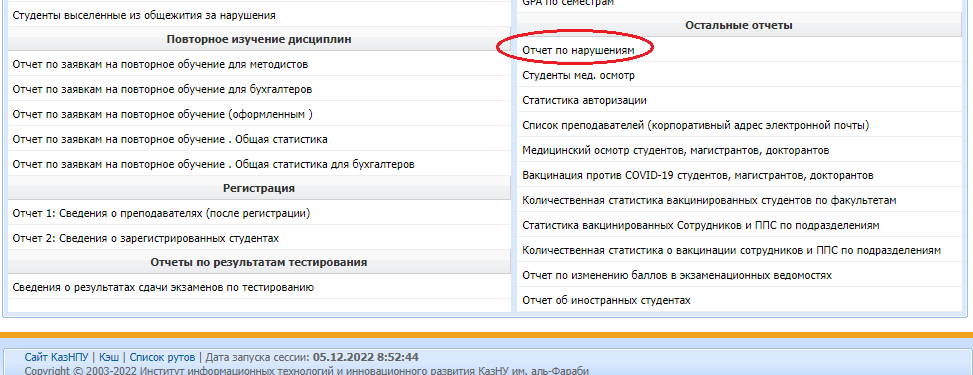 Студенты выселенные из общежития за нарушения
Повторное изучение дисциплин
Отчет по заявкам на повторное обучение для методистов
Отчет по заявкам на повторное обучение для бухгалтеров
Отчет по заявкам на повторное обучение (оформленным )
Отчет по заявкам на повторное обучение . Общая статистика
Отчет по заявкам на повторное обучение . Общая статистика для бухгалтеров
Регистрация
Отчет 1: Сведения о преподавателях (после регистрации)
Отчет 2: Сведения о зарегистрированных студентах
Отчеты по результатам тестирования
Сведения о результатах сдачи экзаменов по тестированию
GPA по семестрам
Остальные отчеты
Отчет по нарушениям
Студенты мед. осмотр
Статистика авторизации
Список преподавателей (корпоративный адрес электронной почты)
Медицинский осмотр студентов, магистрантов, докторантов
Вакцинация против COVID-19 студентов, магистрантов, докторантов
Количественная статистика вакцинированных студентов по факультетам
Статистика вакцинированных Сотрудников и ППС по подразделениям
Количественная статистика о вакцинации сотрудников и ППС по подразделениям
Отчет по изменению баллов в экзаменационных ведомостях
Отчет об иностранных студентах
Сайт КазНПУ | Кэш | Список рутов | Дата запуска сессии: 05.12.2022 8:52:44
Copyright © 2003-2022 Институт информационных технологий и инновационного развития КазНУ им. аль-Фараби